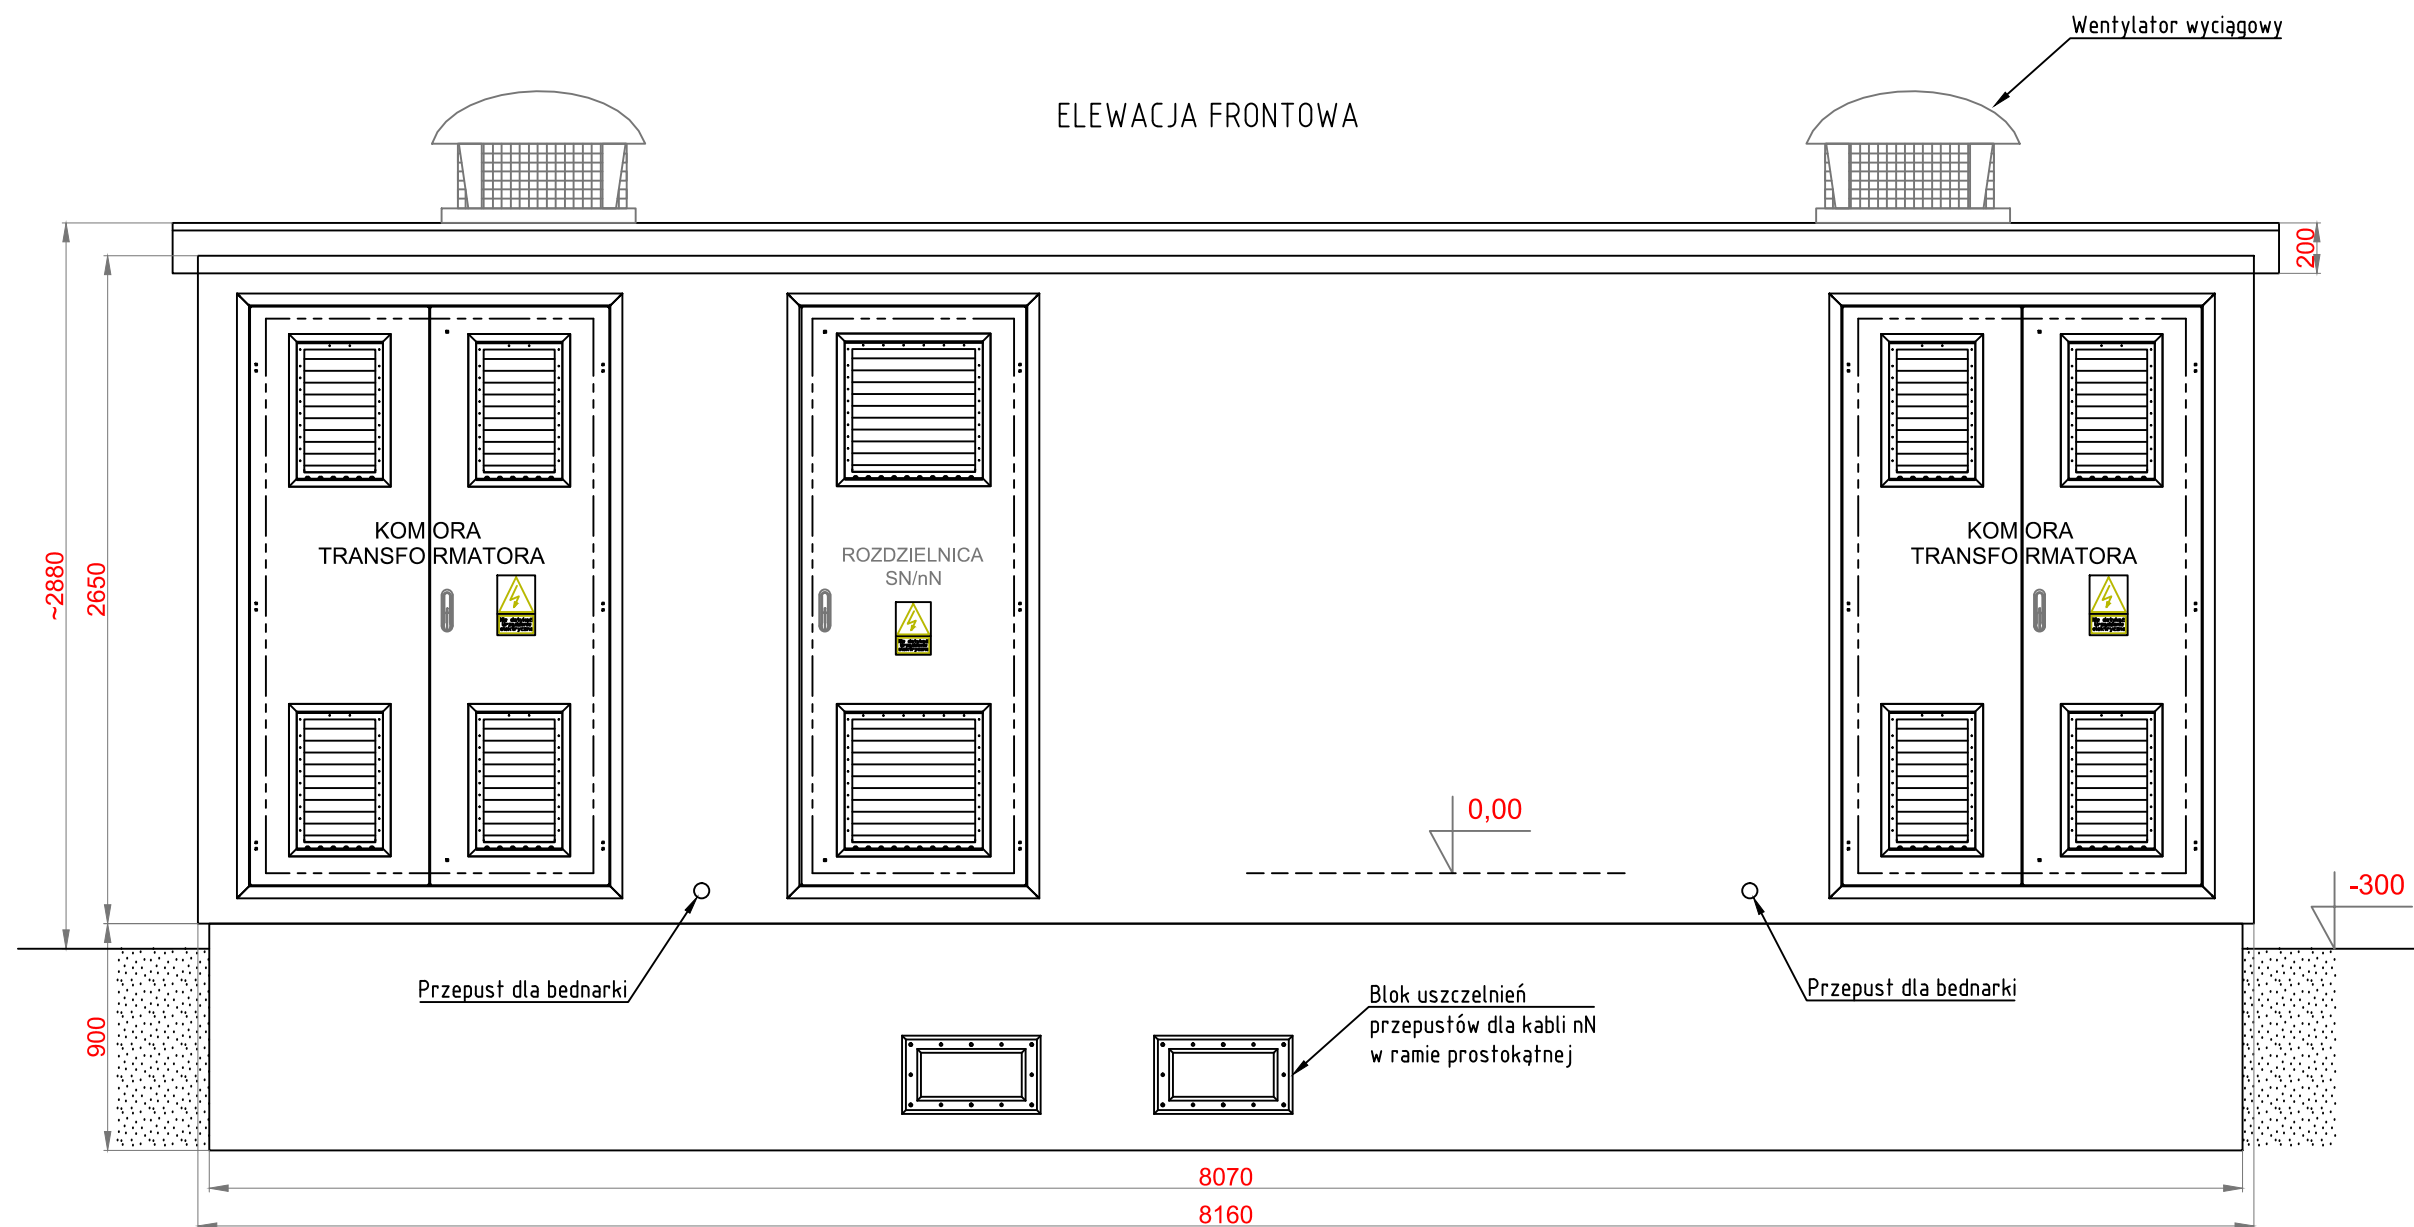 Wentylator wyciągowy
ELEWACJA FRONTOWA
200
KOMORA
TRANSFORMATORA
ROZDZIELNICA
SN/nN
KOMORA
TRANSFORMATORA
~2880
2650
0,00
-300
Przepust dla bednarki
Blok uszczelnień
przepustów dla kabli nN
w ramie prostokątnej
Przepust dla bednarki
900
8070
8160